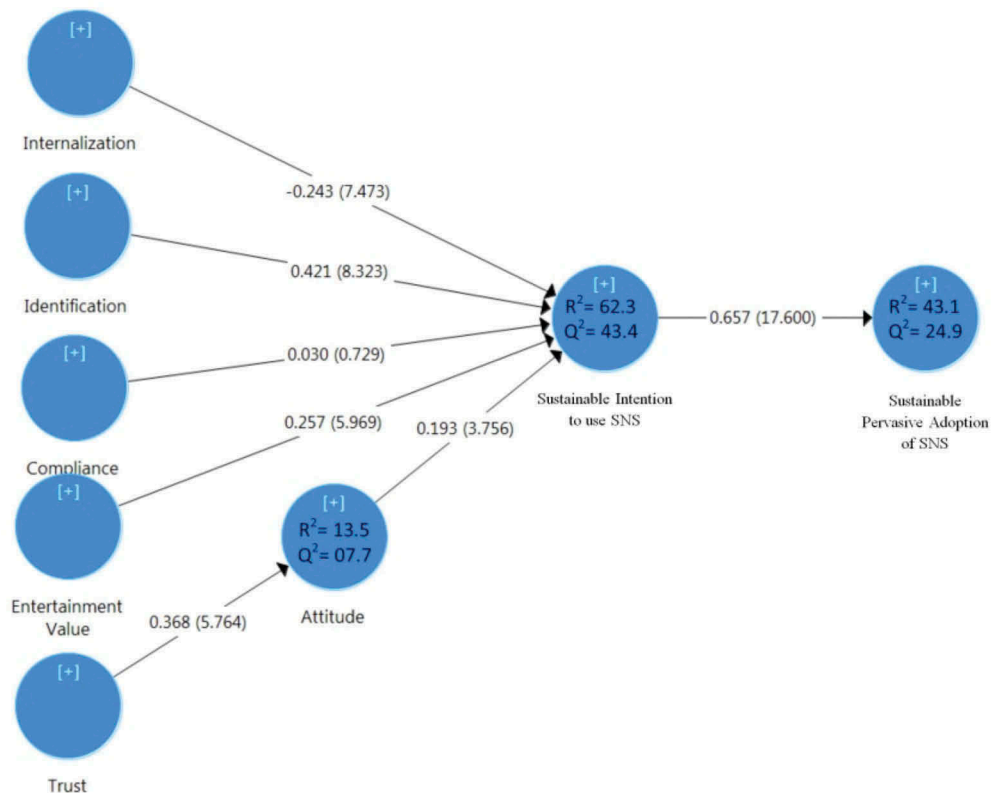 [+]
Internalization
-0.243 (7.473)
[+]
Identification
0.421 (8.323)
[+]
Compliance
0.030 (0.729)
[+]
Entertainment
Value
0.257 (5.969)
[+]
Trust
0.368 (5.764)
[+]
R²= 13.5
Q²= 07.7
Attitude
0.193 (3.756)
[+]
R²= 62.3
Q²= 43.4
Sustainable Intention
to use SNS
0.657 (17.600)
[+]
R²= 43.1
Q²= 24.9
Sustainable
Pervasive Adoption
of SNS